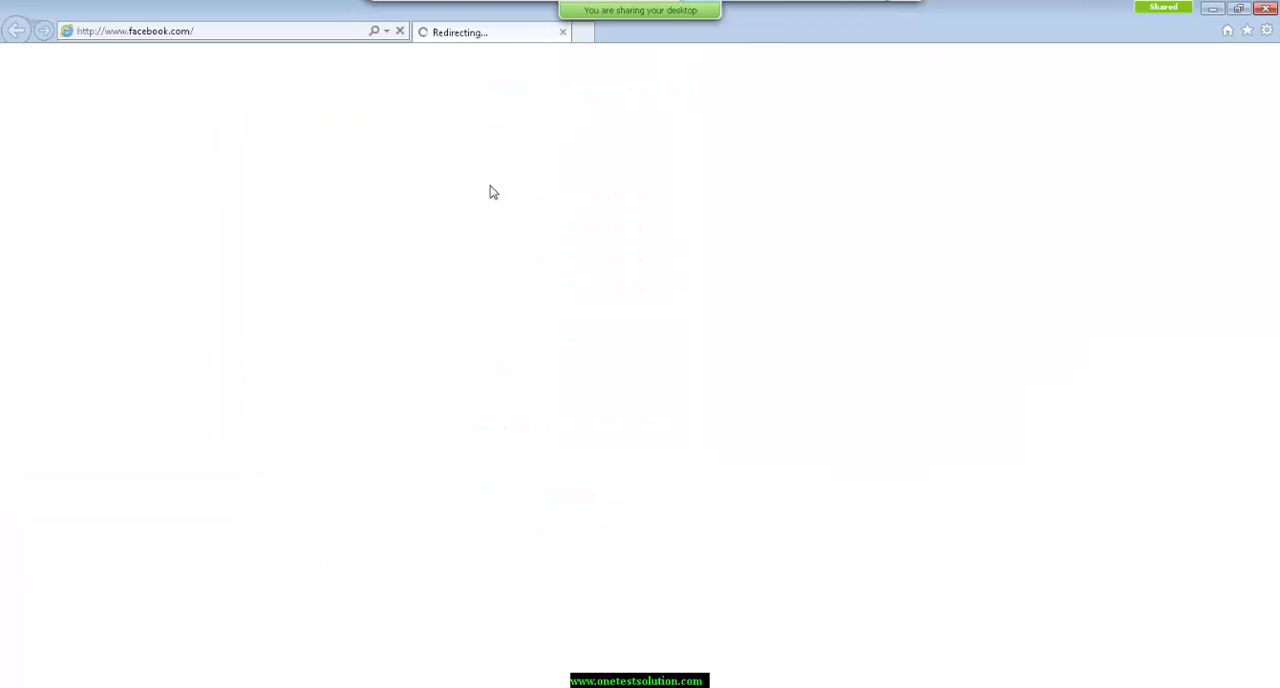 You are sharing your desktop
Shared
http://www.facebook.com/
Redirecting...
www.onetestsolution.com